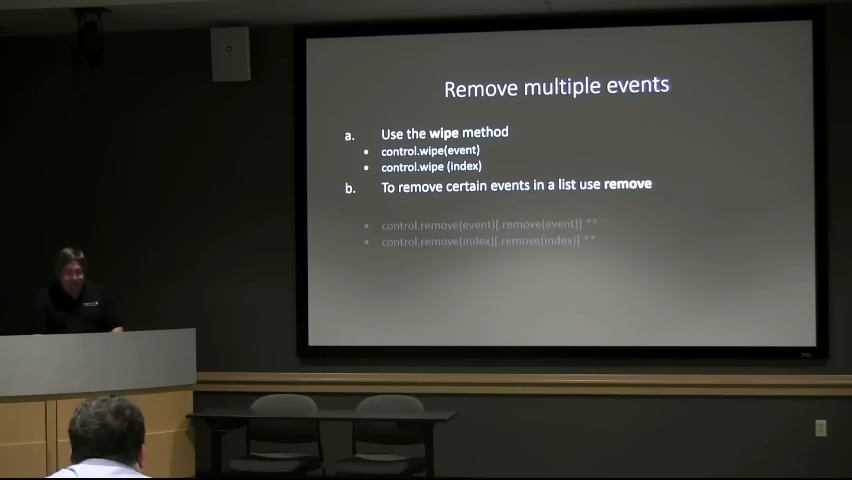 Remove multiple events
a. Use the wipe method
• control.wipe(event)
• control.wipe (index)
b. To remove certain events in a list use remove
• control.remove(event)[.remove(event)] **
• control.remove(index)[.remove(index)] **